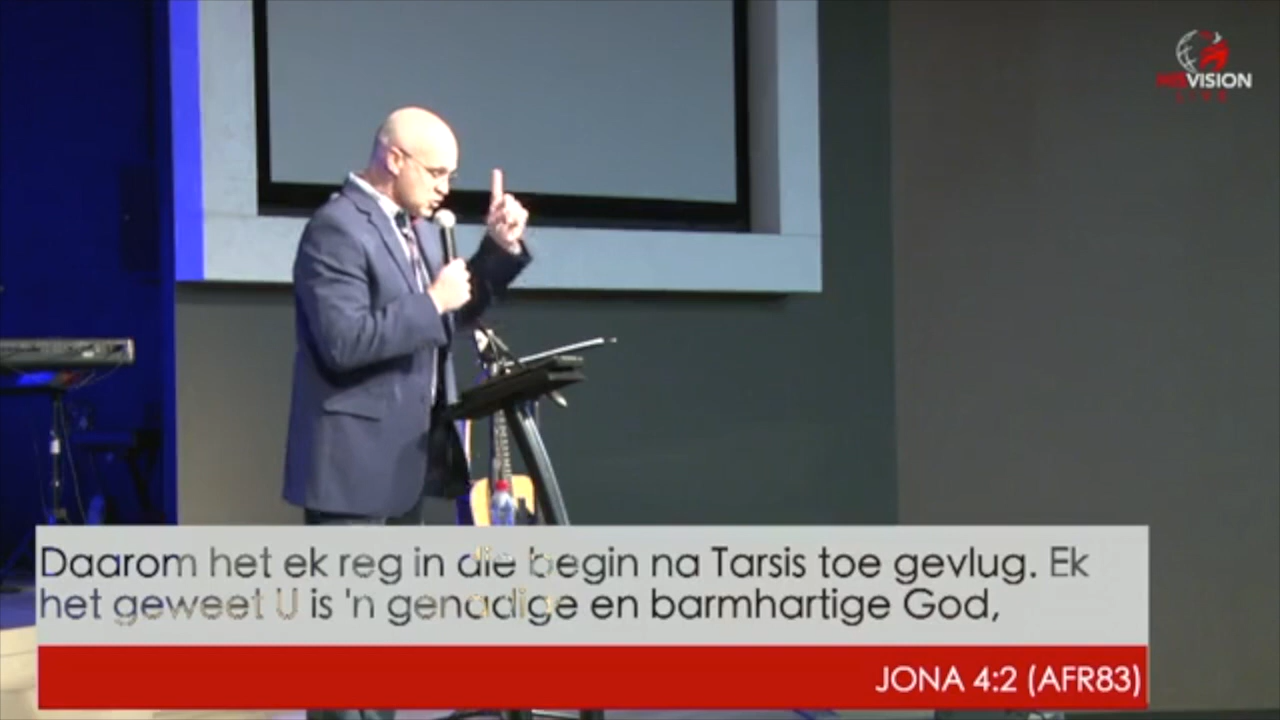 VISION
Daarom het ek reg in die begin na Tarsis toe gevlug. Ek
het geweet U is 'n genadige en barmhartige God,
JONA 4:2 (AFR83)